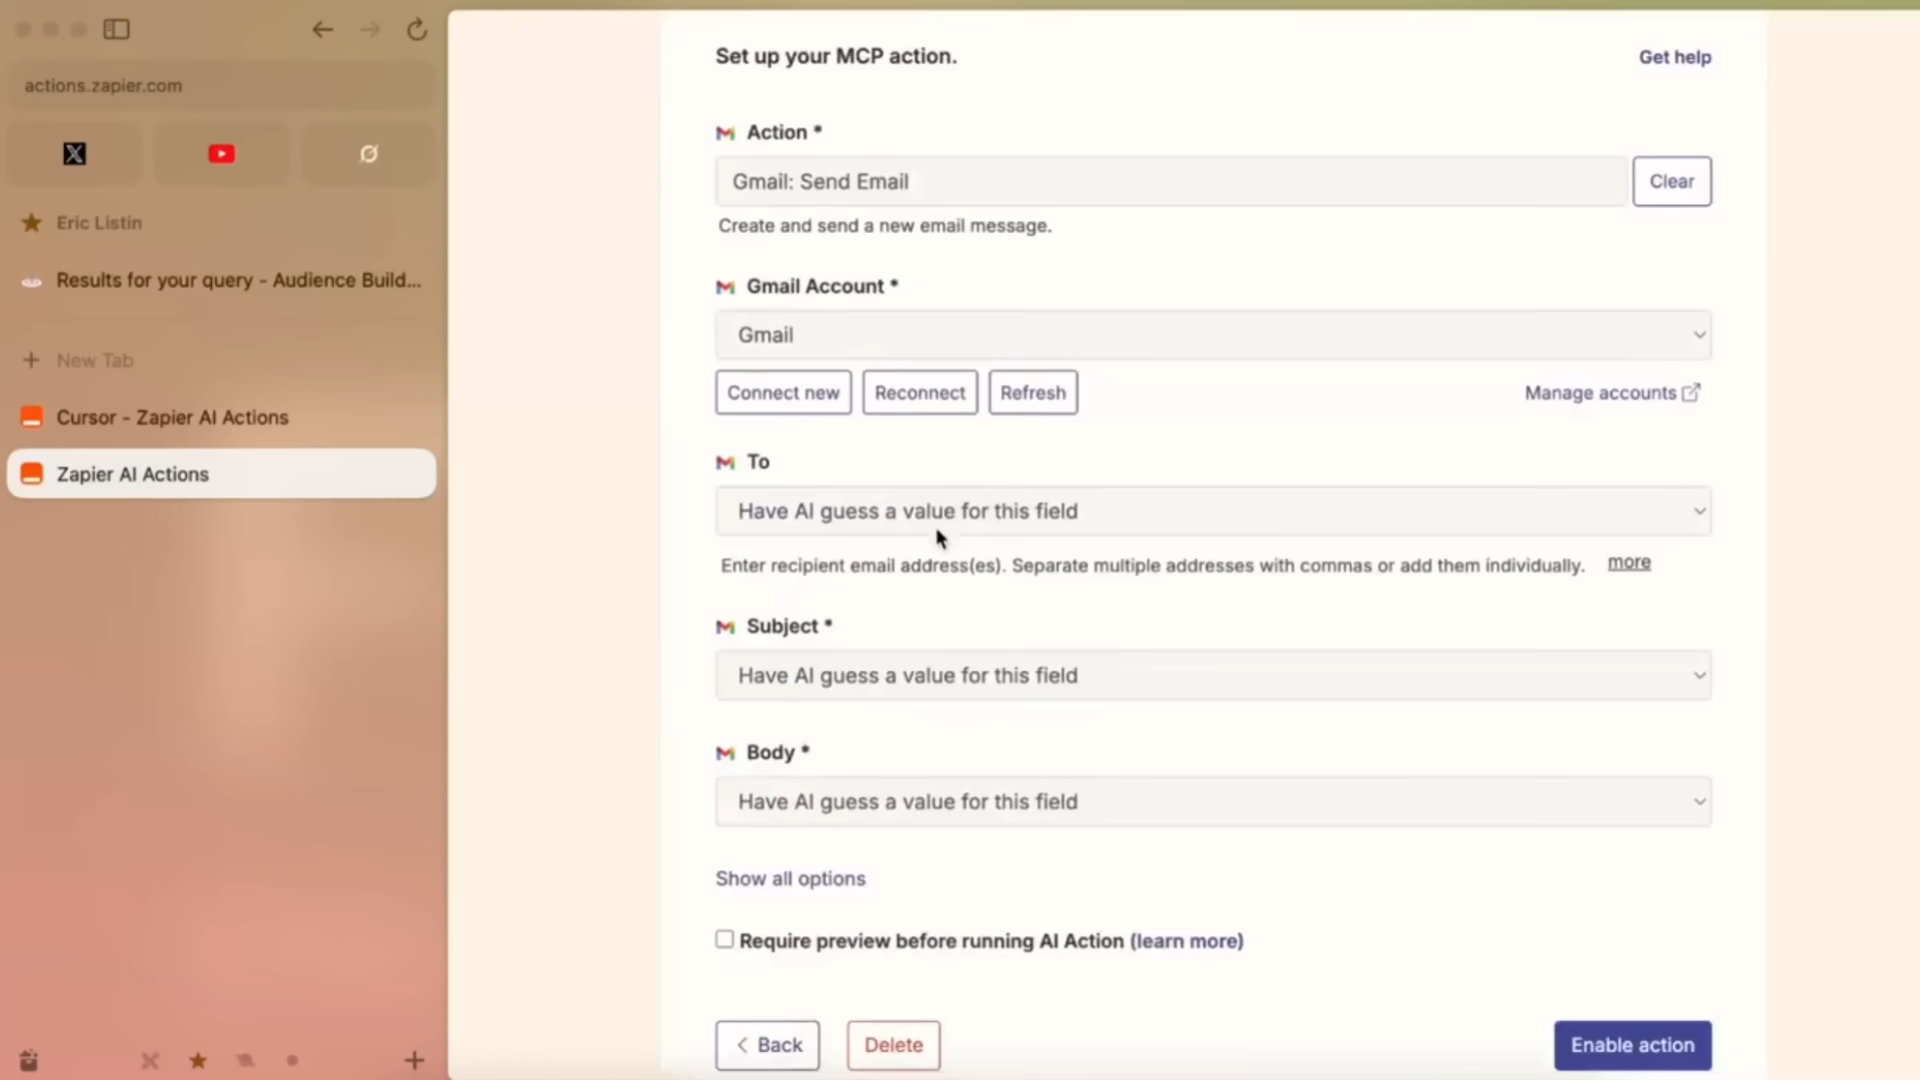 actions.zapier.com
Eric Listin
Results for your query - Audience Build...
New Tab
Cursor - Zapier AI Actions
Zapier AI Actions
Set up your MCP action.
Get help
Action *
Gmail: Send Email
Clear
Create and send a new email message.
Gmail Account *
Gmail
Connect new
Reconnect
Refresh
Manage accounts
To
Have AI guess a value for this field
Enter recipient email address(es). Separate multiple addresses with commas or add them individually. more
Subject *
Have AI guess a value for this field
Body *
Have AI guess a value for this field
Show all options
Require preview before running AI Action (learn more)
Back
Delete
Enable action